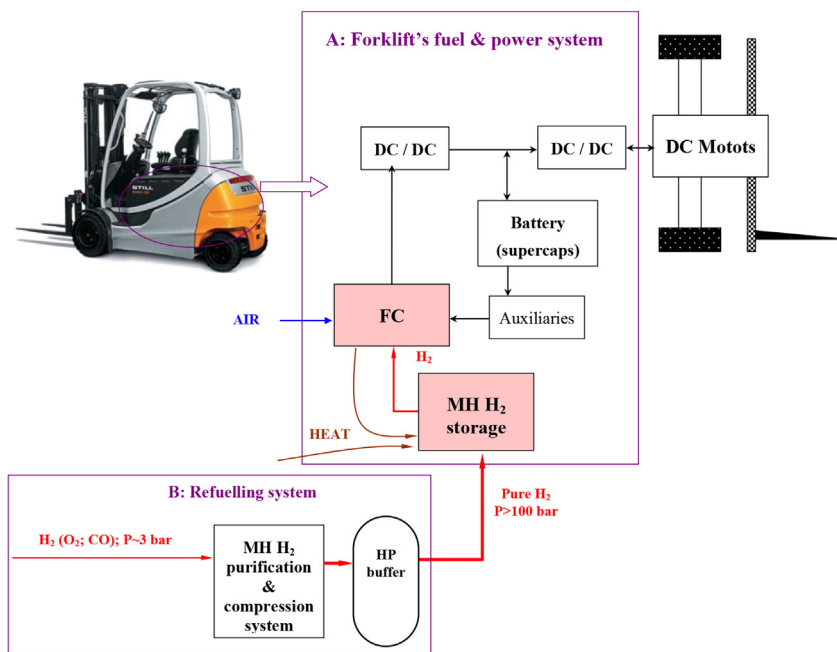 A: Forklift's fuel & power system
DC / DC
DC / DC
DC Motots
Battery
(supercaps)
STILL
STILL
AIR
FC
Auxiliaries
H₂
MH H₂
storage
HEAT
B: Refuelling system
Pure H₂
P>100 bar
H₂ (O₂; CO); P~3 bar
MH H₂
purification
&
compression
system
HP
buffer